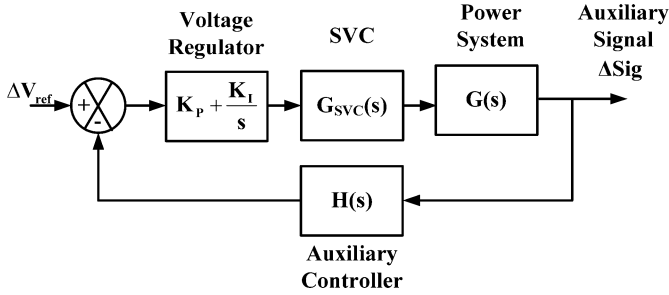 Voltage
Regulator
SVC
Power
System
Auxiliary
Signal
ΔSig
ΔV_ref
+
-
K_P + K_I/s
G_SVC(s)
G(s)
H(s)
Auxiliary
Controller